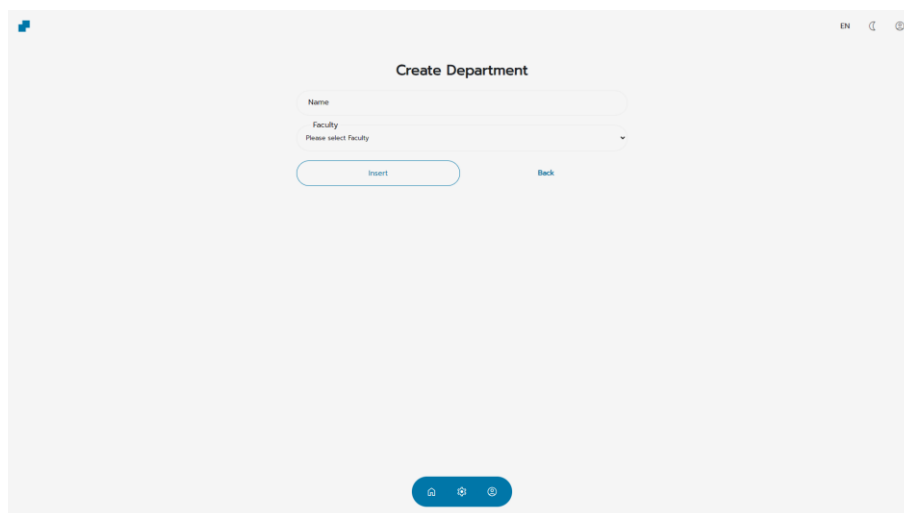 EN
Create Department
Name
Faculty
Please select Faculty
Insert
Back